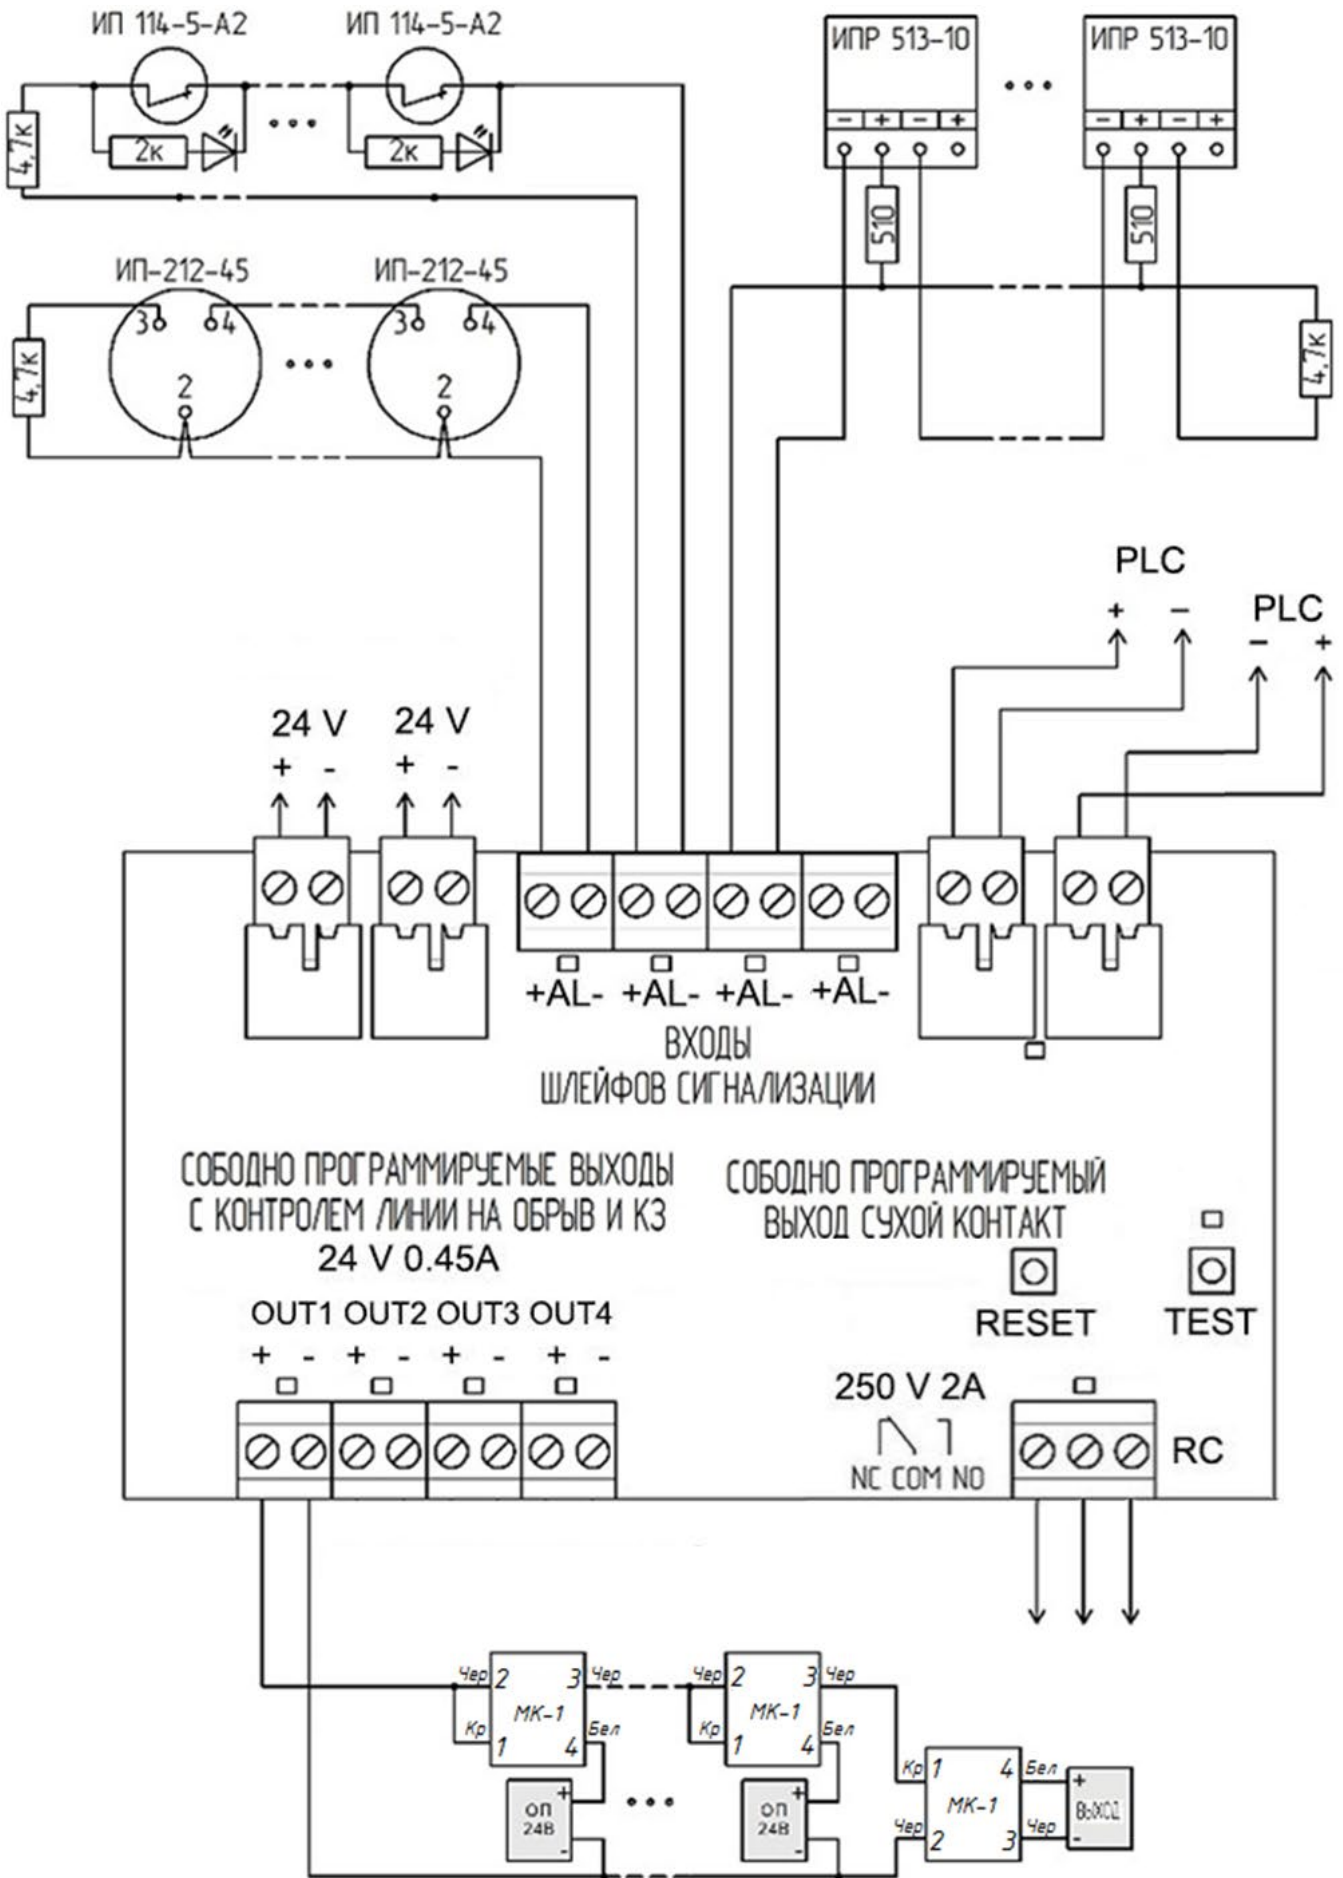 ИП 114-5-А2 ИП 114-5-А2
ИПР 513-10 ИПР 513-10
- + - + - + - +
4,7к 2к 2к
510 510
ИП-212-45 ИП-212-45
3 4 3 4
4,7к 4,7к
2 2
PLC
+ - PLC
- +
24 V 24 V
+ - + -
+AL- +AL- +AL- +AL-
ВХОДЫ
ШЛЕЙФОВ СИГНАЛИЗАЦИИ
СОБОДНО ПРОГРАММИРУЕМЫЕ ВЫХОДЫ
С КОНТРОЛЕМ ЛИНИИ НА ОБРЫВ И КЗ
24 V 0.45A
СОБОДНО ПРОГРАММИРУЕМЫЙ
ВЫХОД СУХОЙ КОНТАКТ
RESET TEST
OUT1 OUT2 OUT3 OUT4
+ - + - + - + -
250 V 2A
NC COM NO
RC
Чер 2 3 Чер Чер 2 3 Чер
МК-1 МК-1
Кр 1 4 Бел Кр 1 4 Бел
Кр 1 4 Бел +
ОП + ОП +
24В - 24В -
МК-1 ВЫХОД
Чер 2 3 Чер -